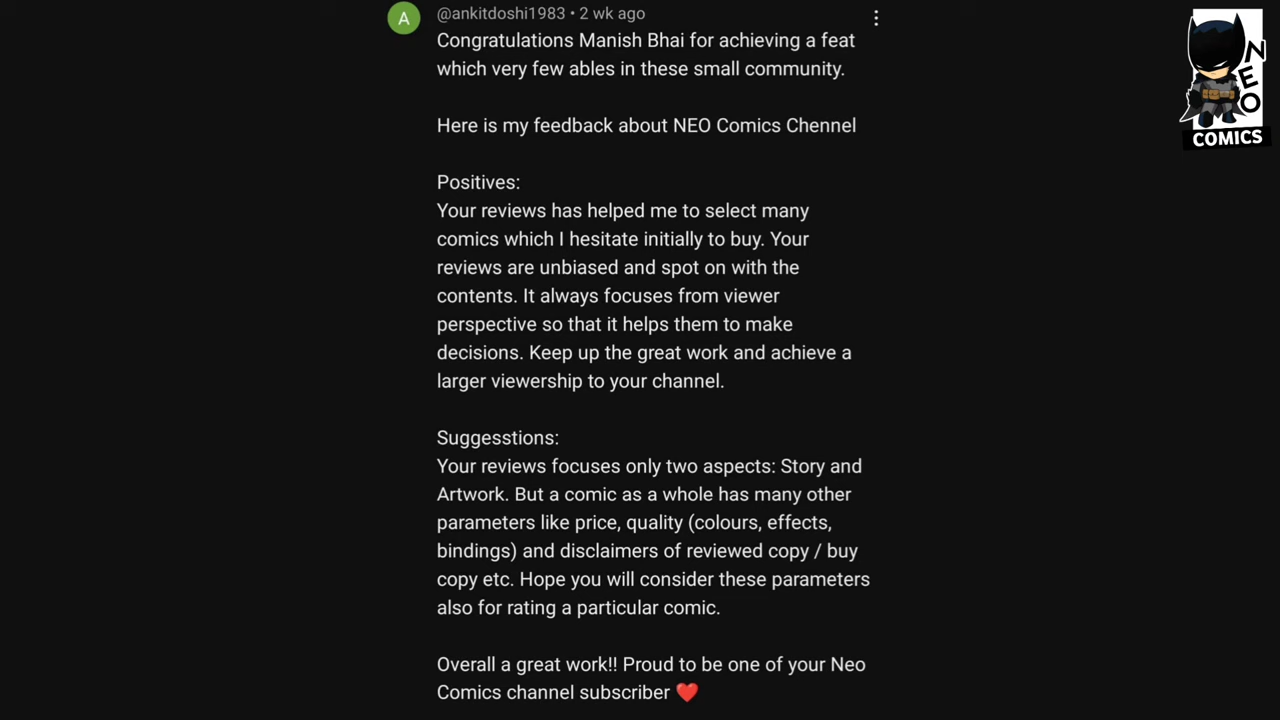 @ankitdoshi1983 • 2 wk ago
Congratulations Manish Bhai for achieving a feat
which very few ables in these small community.
Here is my feedback about NEO Comics Chennel
Positives:
Your reviews has helped me to select many
comics which I hesitate initially to buy. Your
reviews are unbiased and spot on with the
contents. It always focuses from viewer
perspective so that it helps them to make
decisions. Keep up the great work and achieve a
larger viewership to your channel.
Suggesstions:
Your reviews focuses only two aspects: Story and
Artwork. But a comic as a whole has many other
parameters like price, quality (colours, effects,
bindings) and disclaimers of reviewed copy / buy
copy etc. Hope you will consider these parameters
also for rating a particular comic.
Overall a great work!! Proud to be one of your Neo
Comics channel subscriber ❤️
A
NEO
COMICS